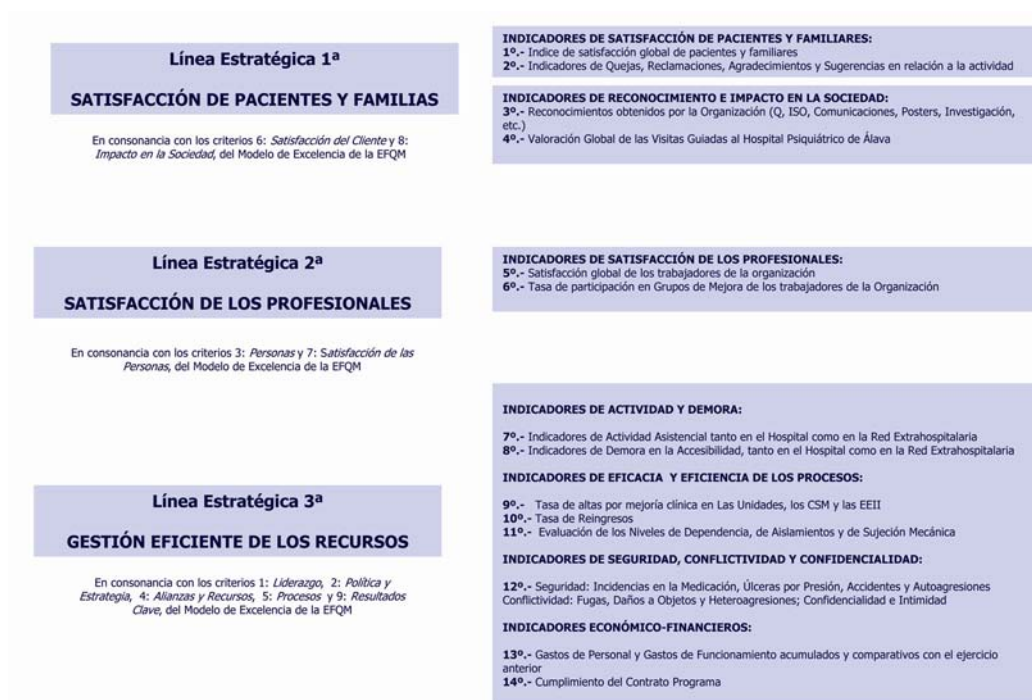 Línea Estratégica 1ª
SATISFACCIÓN DE PACIENTES Y FAMILIAS
En consonancia con los criterios 6: Satisfacción del Cliente y 8:
Impacto en la Sociedad, del Modelo de Excelencia de la EFQM
INDICADORES DE SATISFACCIÓN DE PACIENTES Y FAMILIARES:
1º.- Indice de satisfacción global de pacientes y familiares
2º.- Indicadores de Quejas, Reclamaciones, Agradecimientos y Sugerencias en relación a la actividad
INDICADORES DE RECONOCIMIENTO E IMPACTO EN LA SOCIEDAD:
3º.- Reconocimientos obtenidos por la Organización (Q, ISO, Comunicaciones, Posters, Investigación,
etc.)
4º.- Valoración Global de las Visitas Guiadas al Hospital Psiquiátrico de Álava
Línea Estratégica 2ª
SATISFACCIÓN DE LOS PROFESIONALES
En consonancia con los criterios 3: Personas y 7: Satisfacción de las
Personas, del Modelo de Excelencia de la EFQM
INDICADORES DE SATISFACCIÓN DE LOS PROFESIONALES:
5º.- Satisfacción global de los trabajadores de la organización
6º.- Tasa de participación en Grupos de Mejora de los trabajadores de la Organización
Línea Estratégica 3ª
GESTIÓN EFICIENTE DE LOS RECURSOS
En consonancia con los criterios 1: Liderazgo, 2: Política y
Estrategia, 4: Alianzas y Recursos, 5: Procesos y 9: Resultados
Clave, del Modelo de Excelencia de la EFQM
INDICADORES DE ACTIVIDAD Y DEMORA:
7º.- Indicadores de Actividad Asistencial tanto en el Hospital como en la Red Extrahospitalaria
8º.- Indicadores de Demora en la Accesibilidad, tanto en el Hospital como en la Red Extrahospitalaria
INDICADORES DE EFICACIA Y EFICIENCIA DE LOS PROCESOS:
9º.- Tasa de altas por mejoría clínica en Las Unidades, los CSM y las EEII
10º.- Tasa de Reingresos
11º.- Evaluación de los Niveles de Dependencia, de Aislamientos y de Sujeción Mecánica
INDICADORES DE SEGURIDAD, CONFLICTIVIDAD Y CONFIDENCIALIDAD:
12º.- Seguridad: Incidencias en la Medicación, Úlceras por Presión, Accidentes y Autoagresiones
Conflictividad: Fugas, Daños a Objetos y Heteroagresiones; Confidencialidad e Intimidad
INDICADORES ECONÓMICO-FINANCIEROS:
13º.- Gastos de Personal y Gastos de Funcionamiento acumulados y comparativos con el ejercicio
anterior
14º.- Cumplimiento del Contrato Programa